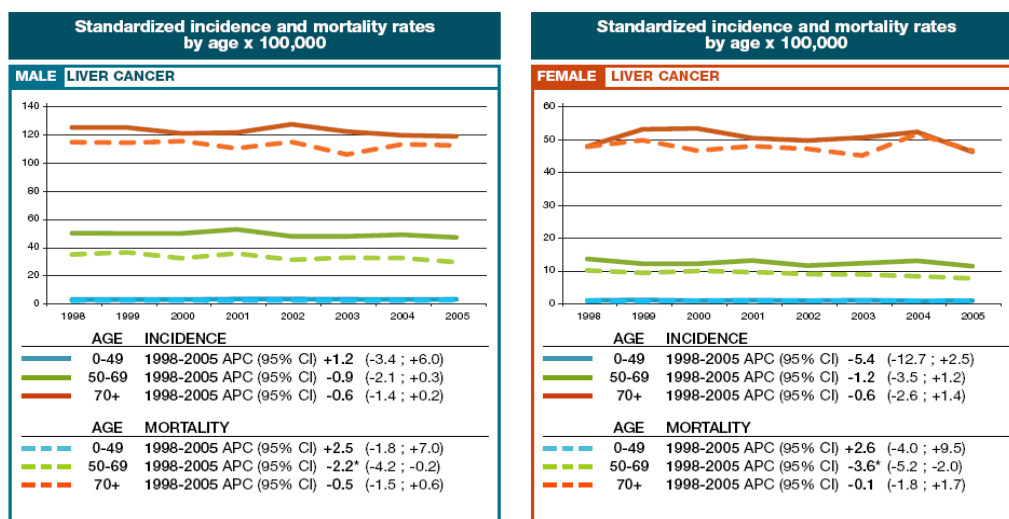 Standardized incidence and mortality rates
by age x 100,000
MALE LIVER CANCER
140
120
100
80
60
40
20
0
1998 1999 2000 2001 2002 2003 2004 2005
AGE INCIDENCE
0-49 1998-2005 APC (95% CI) +1.2 (-3.4 ; +6.0)
50-69 1998-2005 APC (95% CI) -0.9 (-2.1 ; +0.3)
70+ 1998-2005 APC (95% CI) -0.6 (-1.4 ; +0.2)
AGE MORTALITY
0-49 1998-2005 APC (95% CI) +2.5 (-1.8 ; +7.0)
50-69 1998-2005 APC (95% CI) -2.2* (-4.2 ; -0.2)
70+ 1998-2005 APC (95% CI) -0.5 (-1.5 ; +0.6)
Standardized incidence and mortality rates
by age x 100,000
FEMALE LIVER CANCER
60
50
40
30
20
10
0
1998 1999 2000 2001 2002 2003 2004 2005
AGE INCIDENCE
0-49 1998-2005 APC (95% CI) -5.4 (-12.7 ; +2.5)
50-69 1998-2005 APC (95% CI) -1.2 (-3.5 ; +1.2)
70+ 1998-2005 APC (95% CI) -0.6 (-2.6 ; +1.4)
AGE MORTALITY
0-49 1998-2005 APC (95% CI) +2.6 (-4.0 ; +9.5)
50-69 1998-2005 APC (95% CI) -3.6* (-5.2 ; -2.0)
70+ 1998-2005 APC (95% CI) -0.1 (-1.8 ; +1.7)